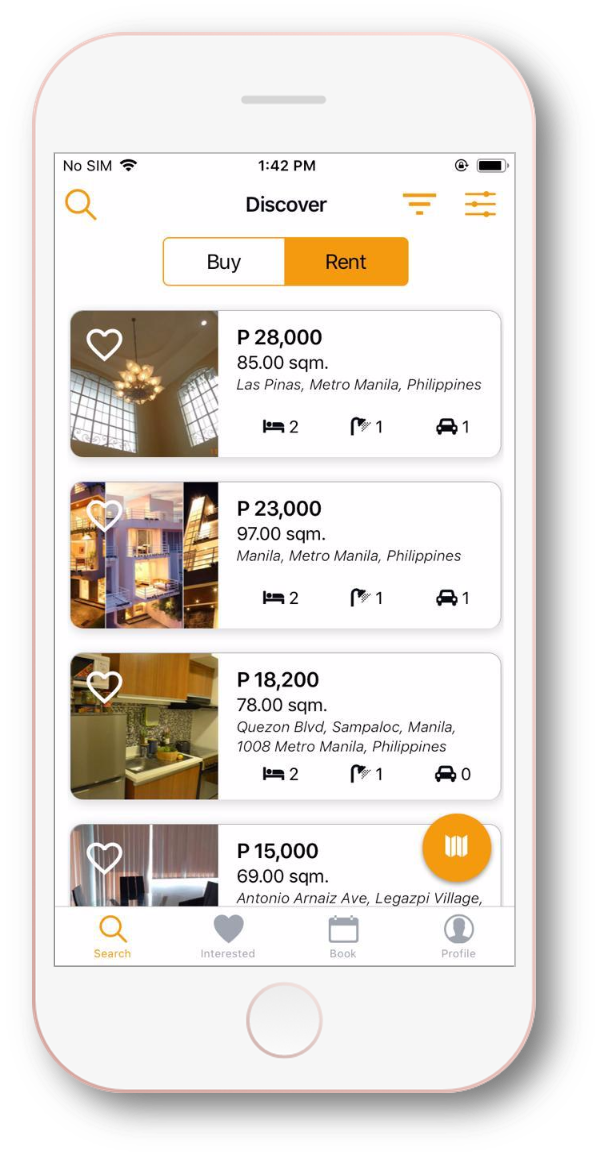 No SIM 1:42 PM
Discover
Buy Rent
P 28,000
85.00 sqm.
Las Pinas, Metro Manila, Philippines
2 1 1
P 23,000
97.00 sqm.
Manila, Metro Manila, Philippines
2 1 1
P 18,200
78.00 sqm.
Quezon Blvd, Sampaloc, Manila,
1008 Metro Manila, Philippines
2 1 0
P 15,000
69.00 sqm.
Antonio Arnaiz Ave, Legazpi Village,
Search Interested Book Profile